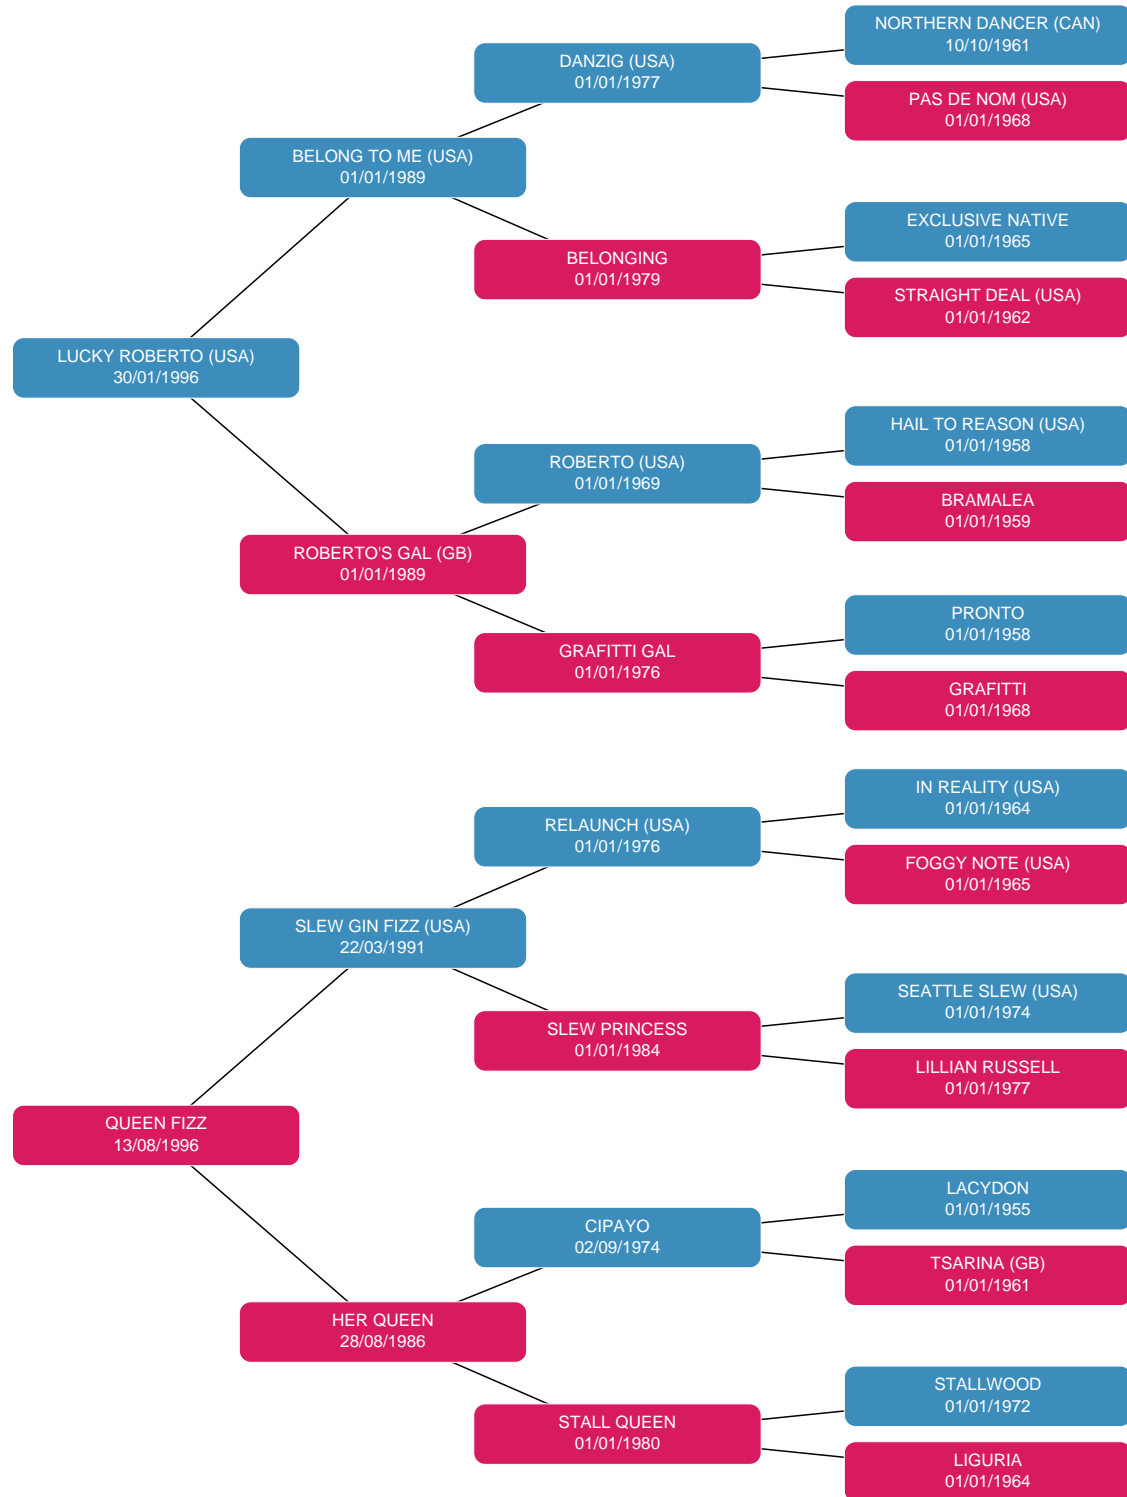 NORTHERN DANCER (CAN)
10/10/1961
DANZIG (USA)
01/01/1977
PAS DE NOM (USA)
01/01/1968
BELONG TO ME (USA)
01/01/1989
EXCLUSIVE NATIVE
01/01/1965
BELONGING
01/01/1979
STRAIGHT DEAL (USA)
01/01/1962
LUCKY ROBERTO (USA)
30/01/1996
HAIL TO REASON (USA)
01/01/1958
ROBERTO (USA)
01/01/1969
BRAMALEA
01/01/1959
ROBERTO'S GAL (GB)
01/01/1989
PRONTO
01/01/1958
GRAFITTI GAL
01/01/1976
GRAFITTI
01/01/1968
IN REALITY (USA)
01/01/1964
RELAUNCH (USA)
01/01/1976
FOGGY NOTE (USA)
01/01/1965
SLEW GIN FIZZ (USA)
22/03/1991
SEATTLE SLEW (USA)
01/01/1974
SLEW PRINCESS
01/01/1984
LILLIAN RUSSELL
01/01/1977
QUEEN FIZZ
13/08/1996
LACYDON
01/01/1955
CIPAYO
02/09/1974
TSARINA (GB)
01/01/1961
HER QUEEN
28/08/1986
STALLWOOD
01/01/1972
STALL QUEEN
01/01/1980
LIGURIA
01/01/1964